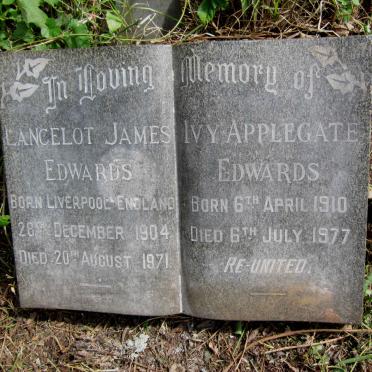 In Loving Memory of
LANCELOT JAMES
EDWARDS
BORN LIVERPOOL-ENGLAND
28TH DECEMBER 1904
DIED 20TH AUGUST 1971
IVY APPLEGATE
EDWARDS
BORN 6TH APRIL 1910
DIED 6TH JULY 1977
RE-UNITED.